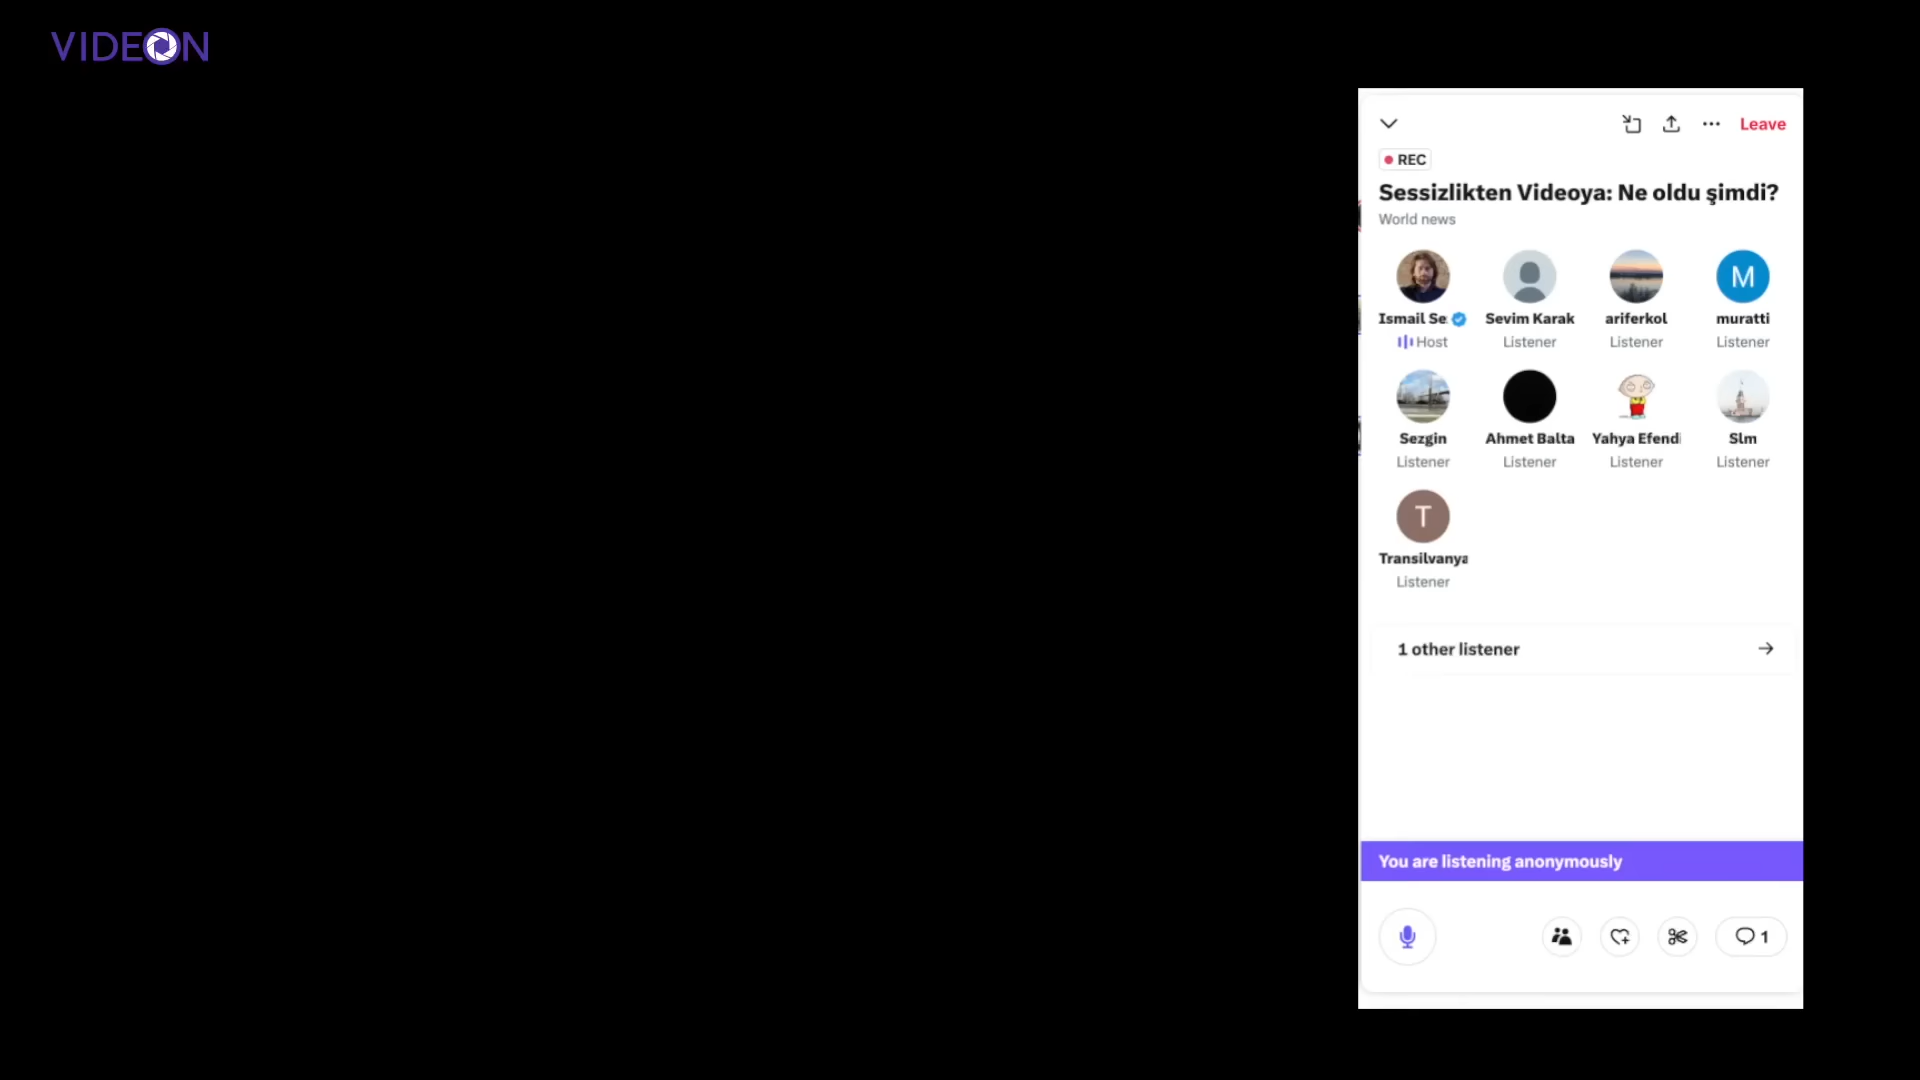 VIDEON
Leave
REC
Sessizlikten Videoya: Ne oldu şimdi?
World news
Ismail Se
Sevim Karak
ariferkol
M
muratti
Host
Listener
Listener
Listener
Sezgin
Ahmet Balta
Yahya Efendi
Slm
Listener
Listener
Listener
Listener
T
Transilvanya
Listener
1 other listener
You are listening anonymously
1